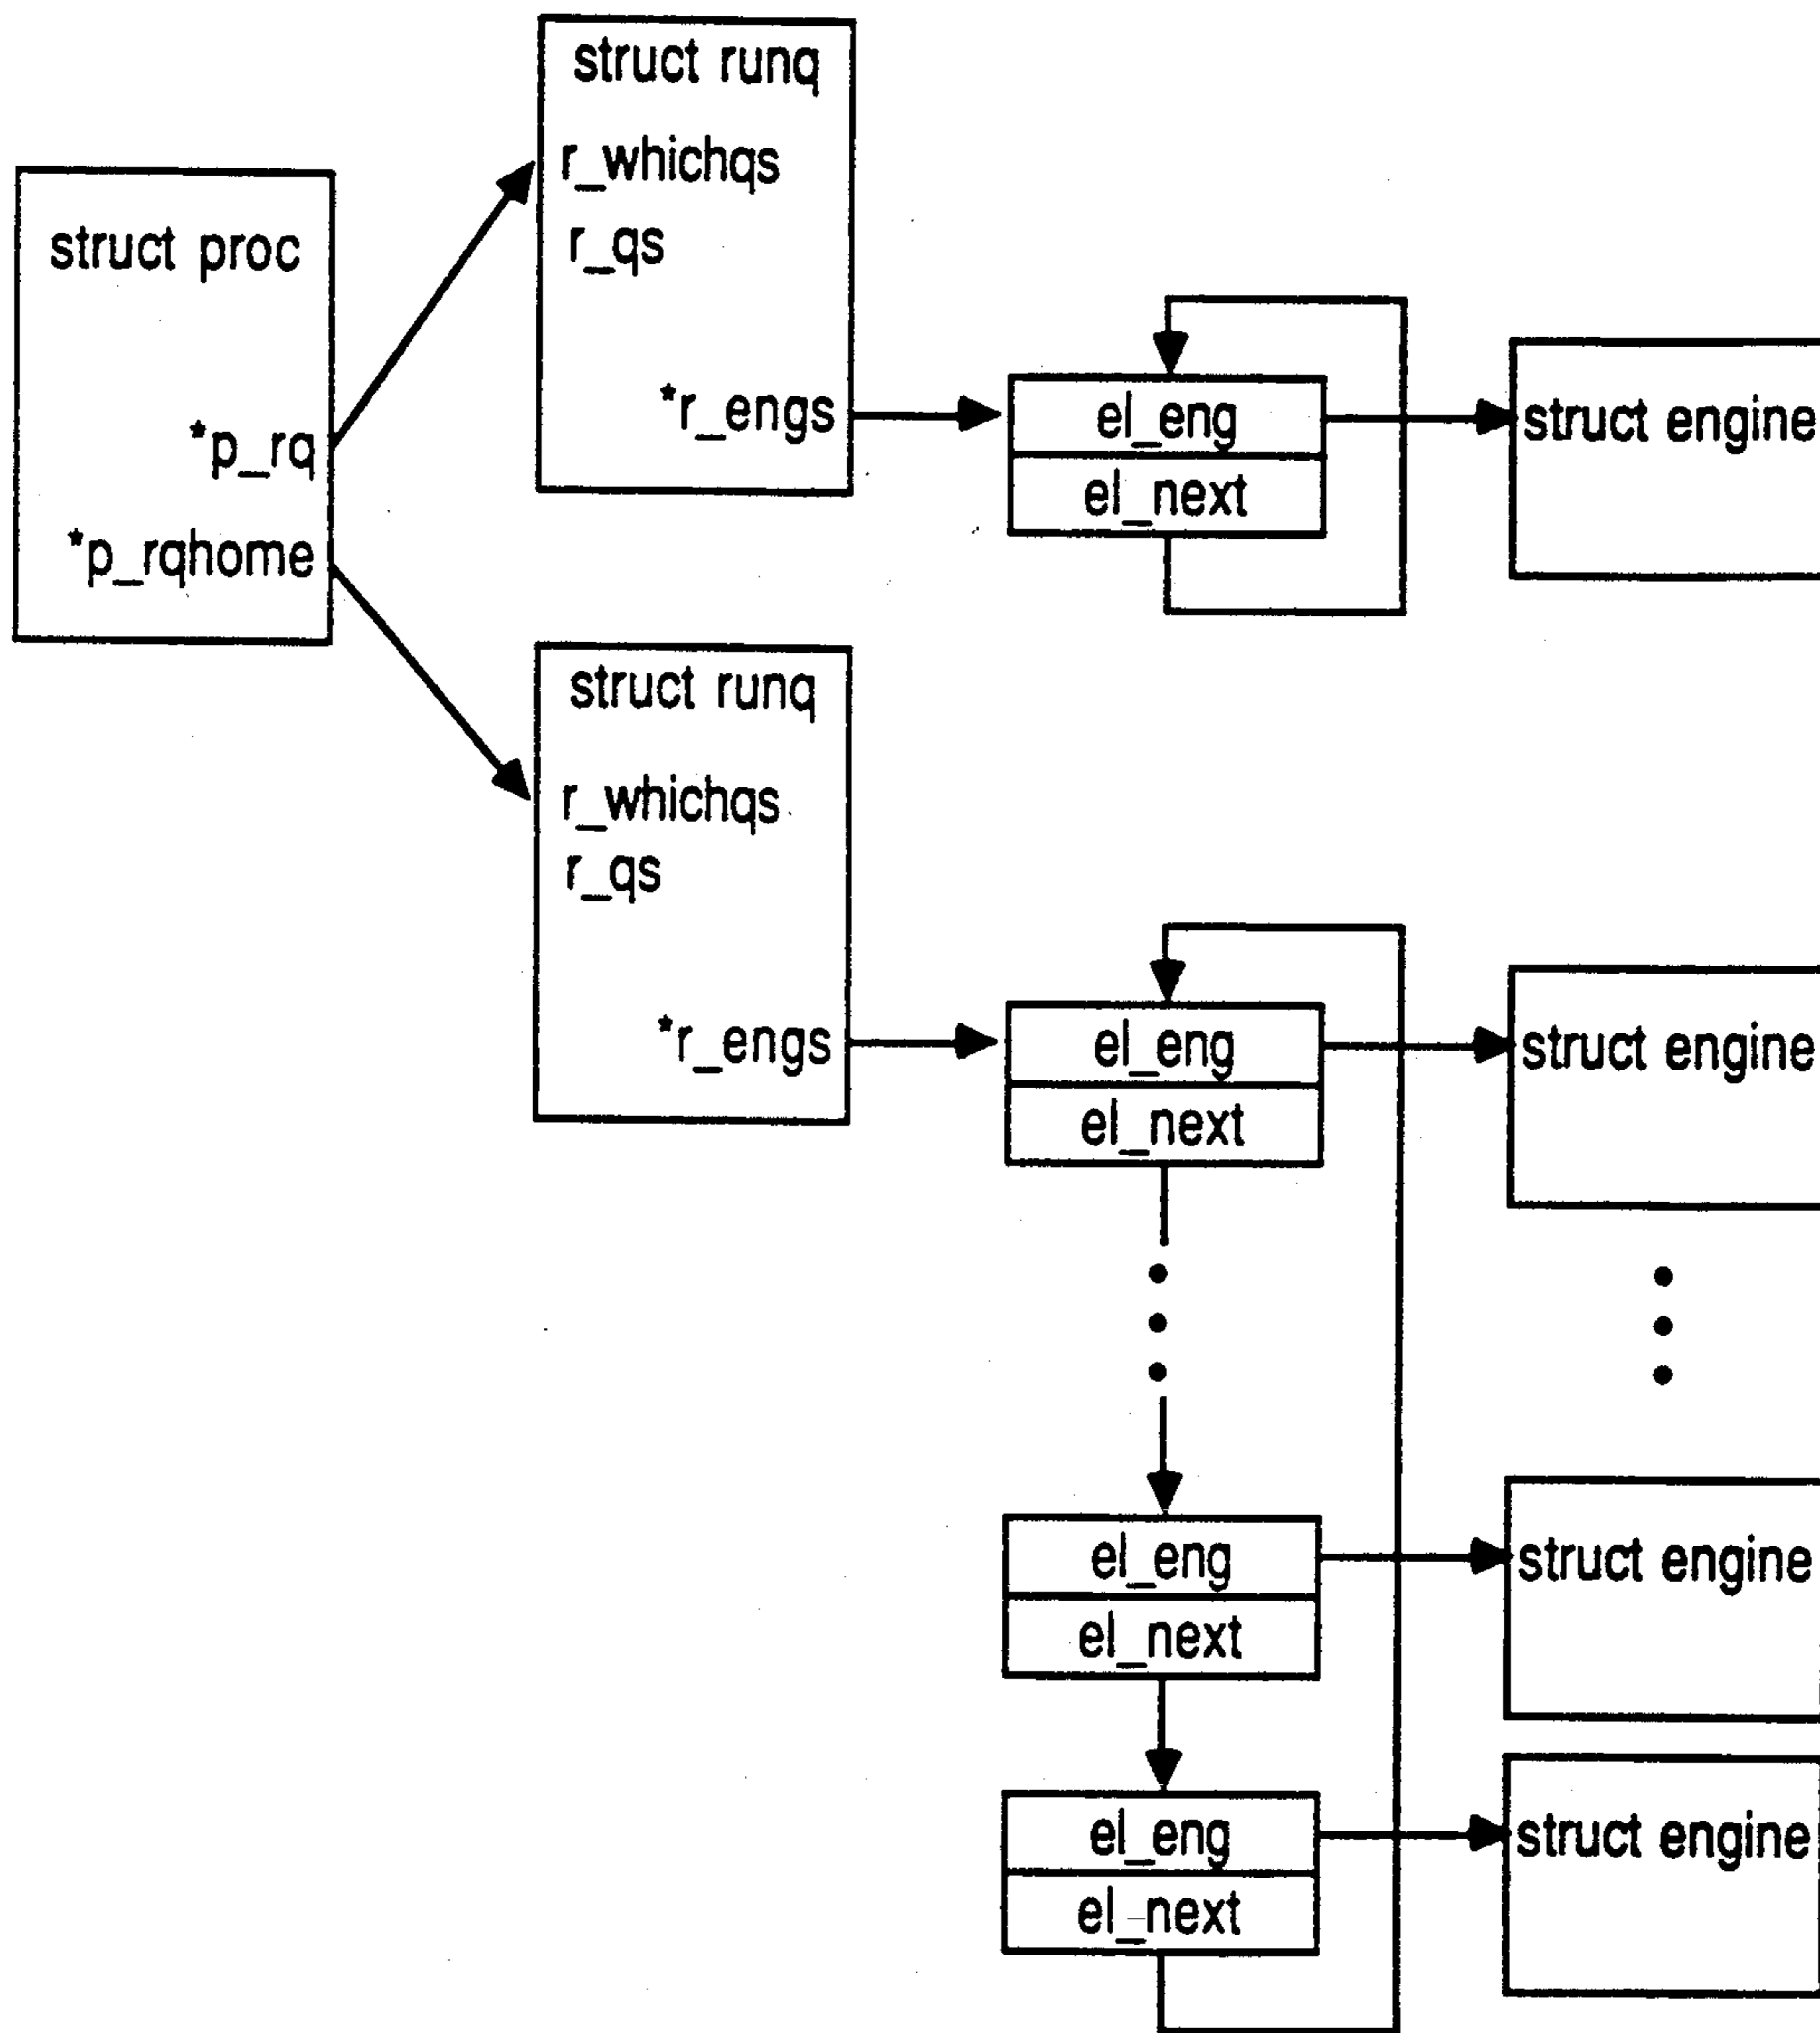 struct proc
*p_rq
*p_rqhome
struct runq
r_whichqs
r_qs
*r_engs
el_eng
el_next
struct engine
struct runq
r_whichqs
r_qs
*r_engs
el_eng
el_next
struct engine
el_eng
el_next
struct engine
el_eng
el_next
struct engine